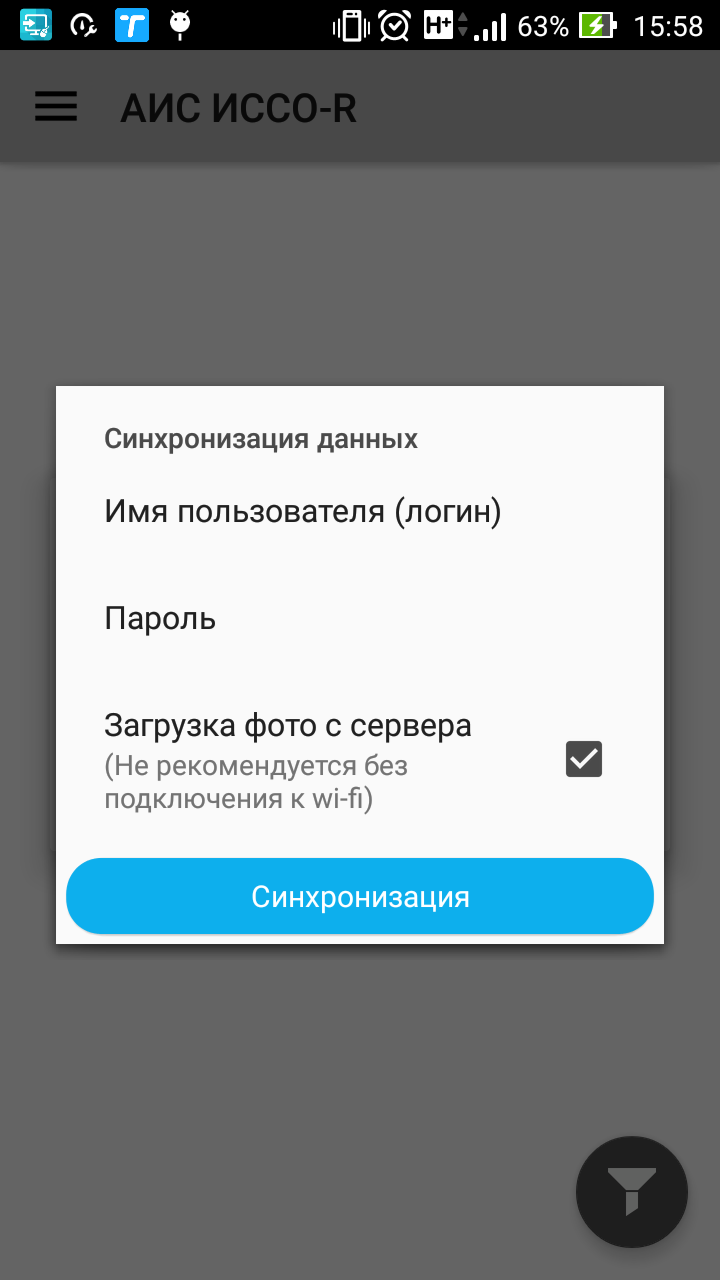 H+ 63% 15:58
АИС ИССО-R
Синхронизация данных
Имя пользователя (логин)
Пароль
Загрузка фото с сервера
(Не рекомендуется без
подключения к wi-fi)
Синхронизация